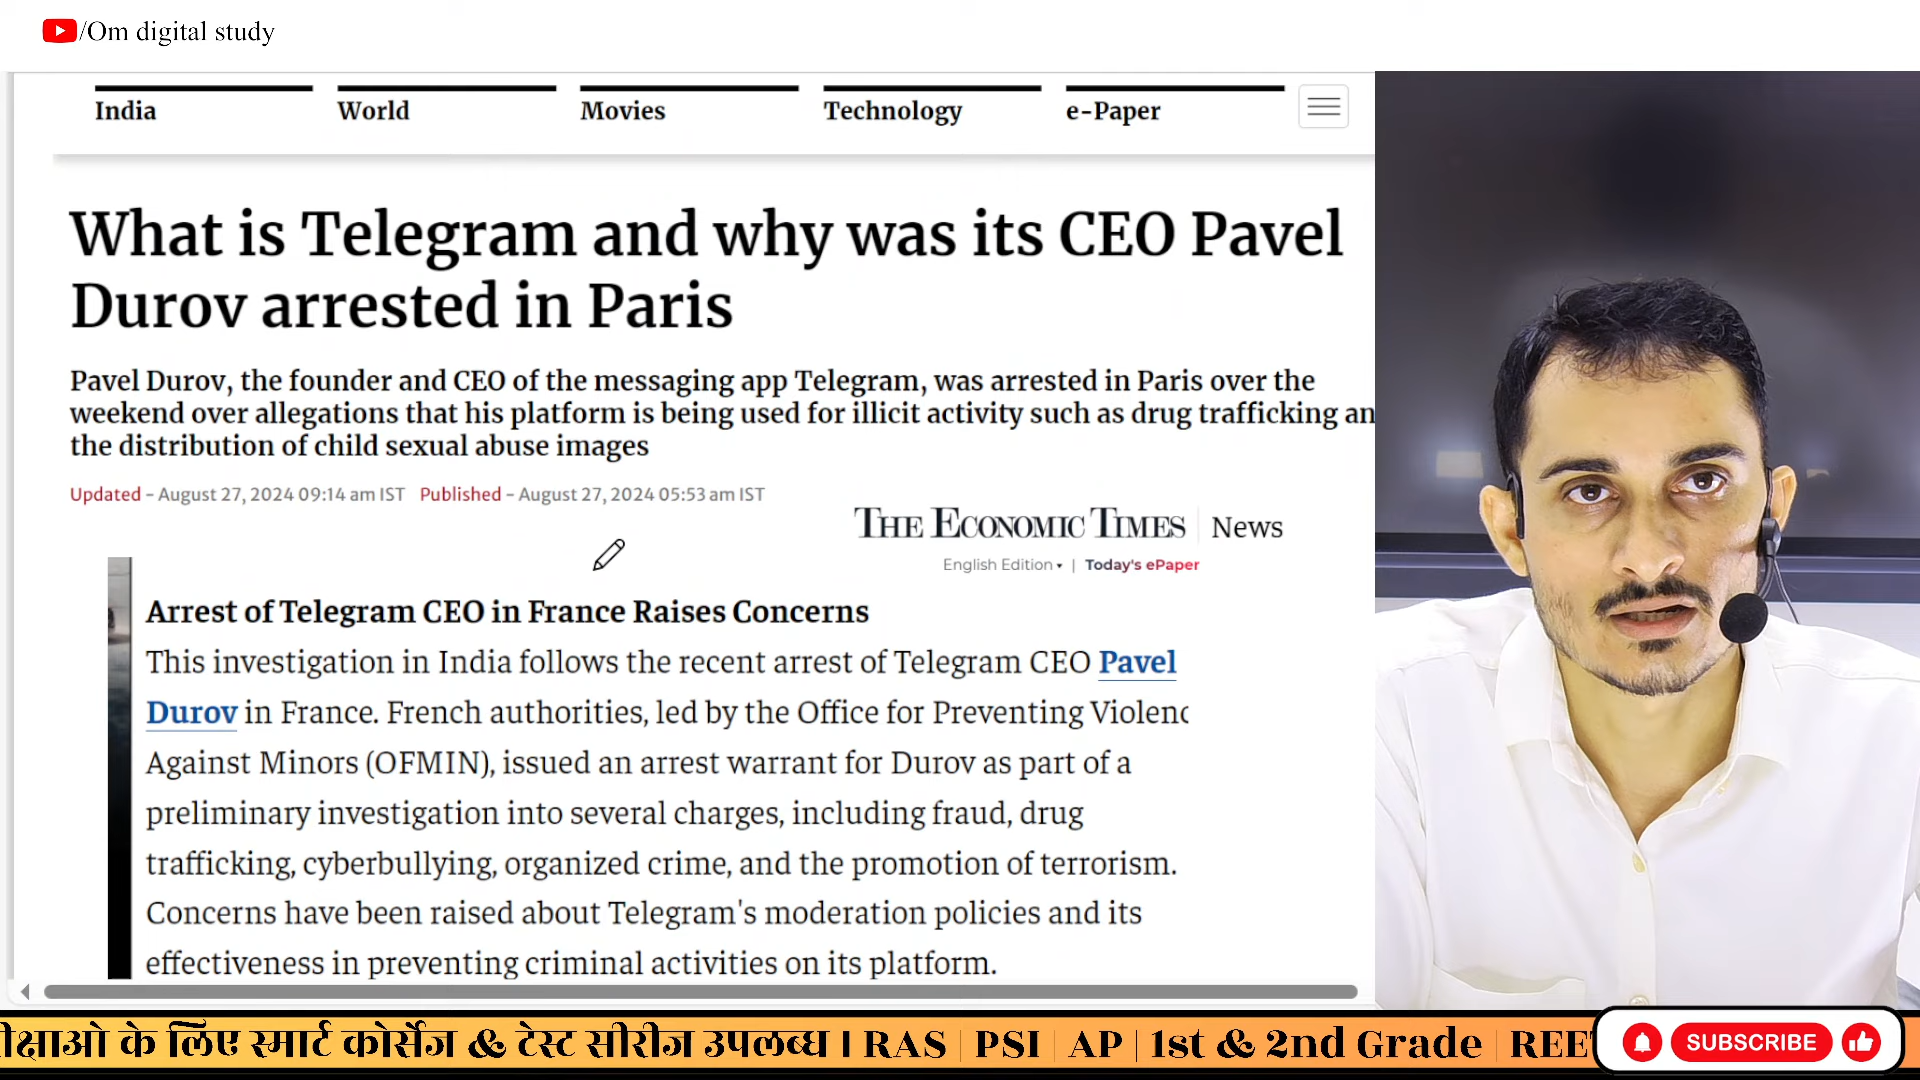 /Om digital study
India World Movies Technology e-Paper
What is Telegram and why was its CEO Pavel
Durov arrested in Paris
Pavel Durov, the founder and CEO of the messaging app Telegram, was arrested in Paris over the
weekend over allegations that his platform is being used for illicit activity such as drug trafficking an
the distribution of child sexual abuse images
Updated - August 27, 2024 09:14 am IST Published - August 27, 2024 05:53 am IST
THE ECONOMIC TIMES | News
English Edition | Today's ePaper
Arrest of Telegram CEO in France Raises Concerns
This investigation in India follows the recent arrest of Telegram CEO Pavel
Durov in France. French authorities, led by the Office for Preventing Violenc
Against Minors (OFMIN), issued an arrest warrant for Durov as part of a
preliminary investigation into several charges, including fraud, drug
trafficking, cyberbullying, organized crime, and the promotion of terrorism.
Concerns have been raised about Telegram's moderation policies and its
effectiveness in preventing criminal activities on its platform.
के लिए स्मार्ट कोर्सेज & टेस्ट सीरीज उपलब्ध । RAS | PSI | AP | 1st & 2nd Grade | REE
SUBSCRIBE